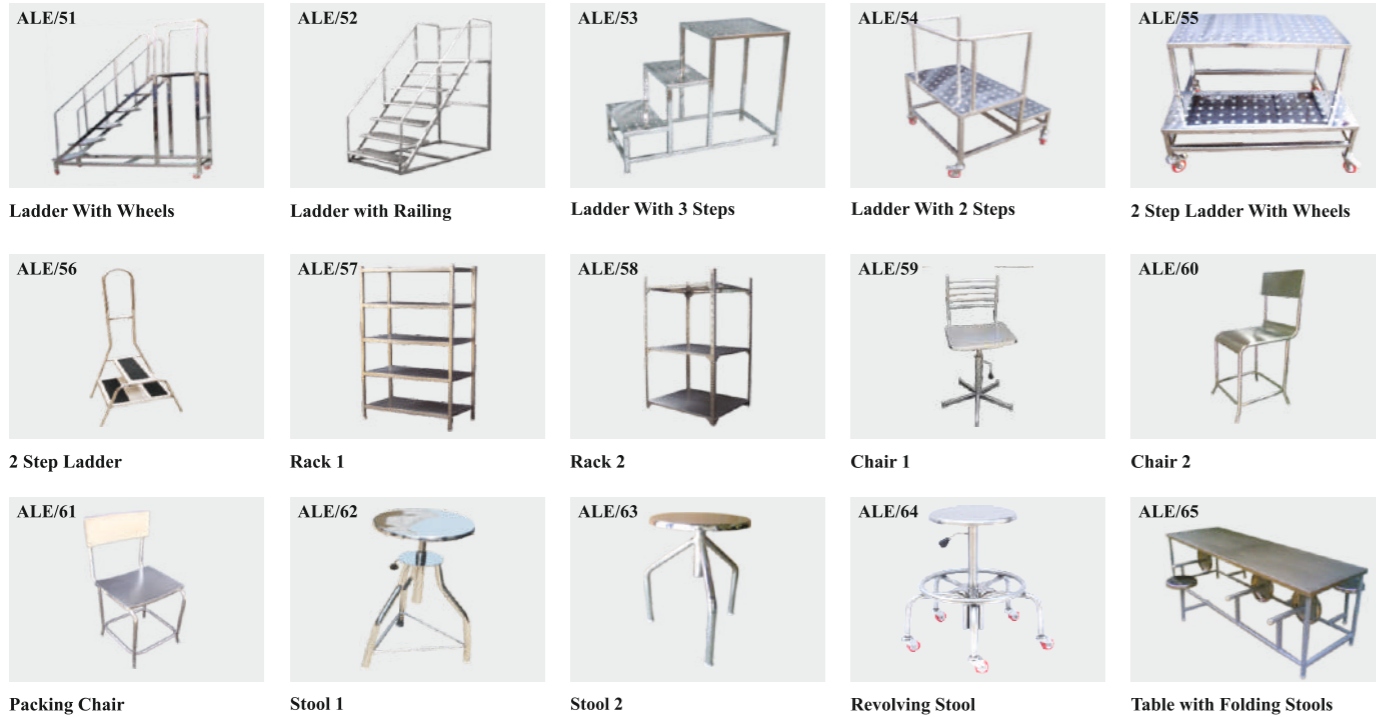 ALE/51
ALE/52
ALE/53
ALE/54
ALE/55
Ladder With Wheels
Ladder with Railing
Ladder With 3 Steps
Ladder With 2 Steps
2 Step Ladder With Wheels
ALE/56
ALE/57
ALE/58
ALE/59
ALE/60
2 Step Ladder
Rack 1
Rack 2
Chair 1
Chair 2
ALE/61
ALE/62
ALE/63
ALE/64
ALE/65
Packing Chair
Stool 1
Stool 2
Revolving Stool
Table with Folding Stools